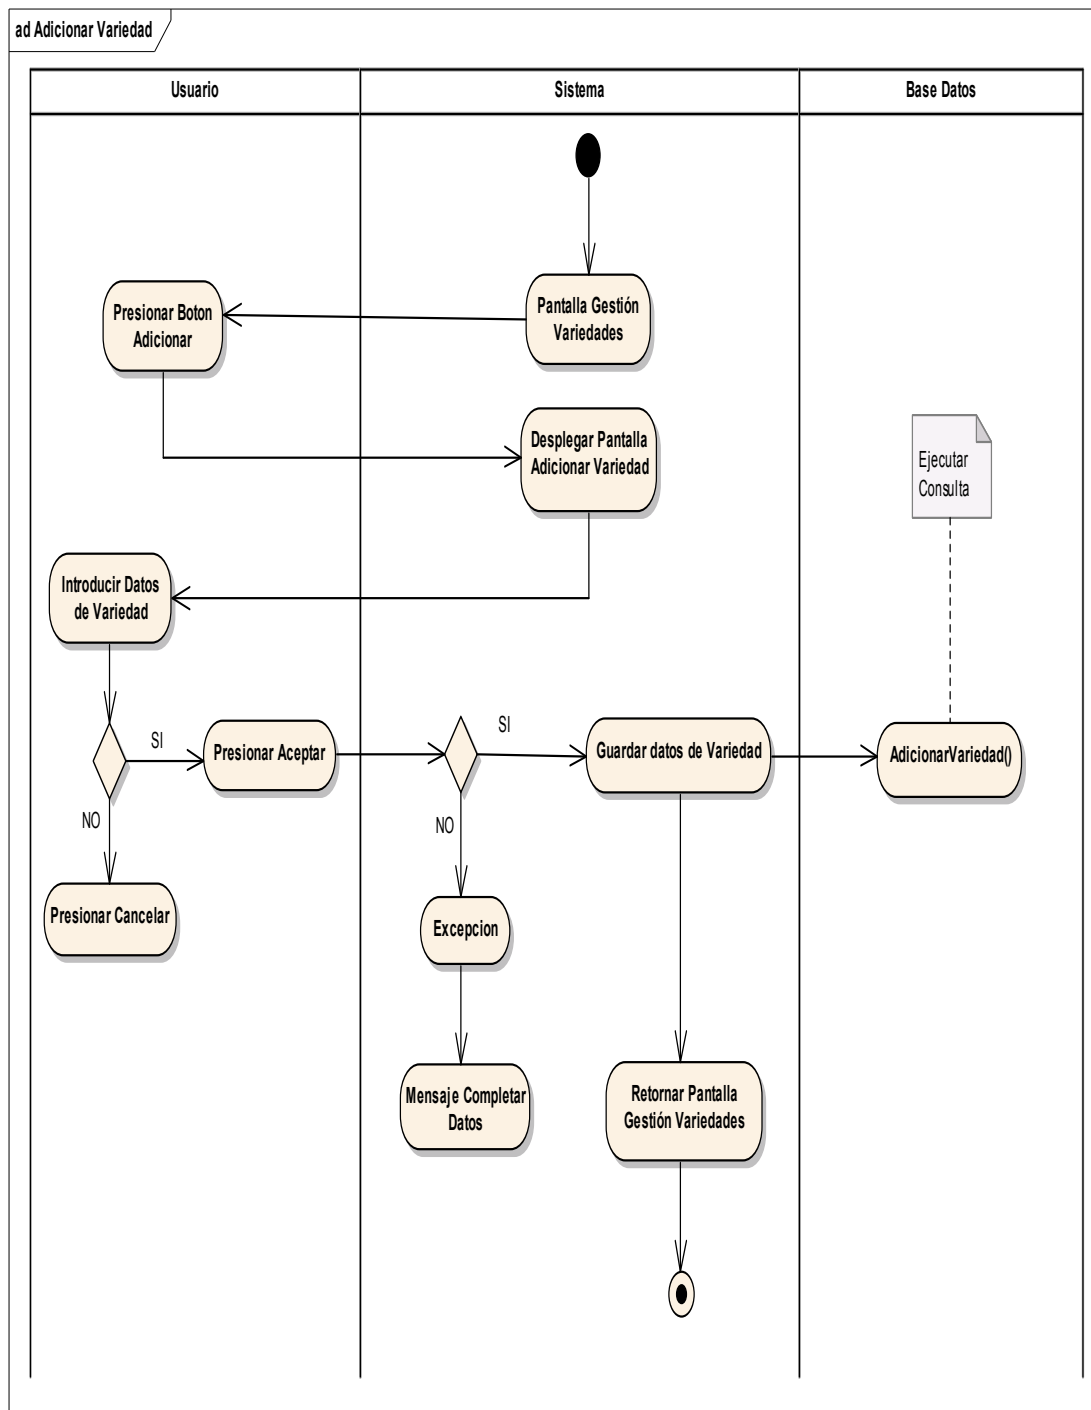 ad Adicionar Variedad
Usuario
Sistema
Base Datos
Presionar Boton
Adicionar
Pantalla Gestión
Variedades
Desplegar Pantalla
Adicionar Variedad
Ejecutar
Consulta
Introducir Datos
de Variedad
SI
Presionar Aceptar
SI
Guardar datos de Variedad
AdicionarVariedad()
NO
NO
Presionar Cancelar
Excepcion
Mensaje Completar
Datos
Retornar Pantalla
Gestión Variedades